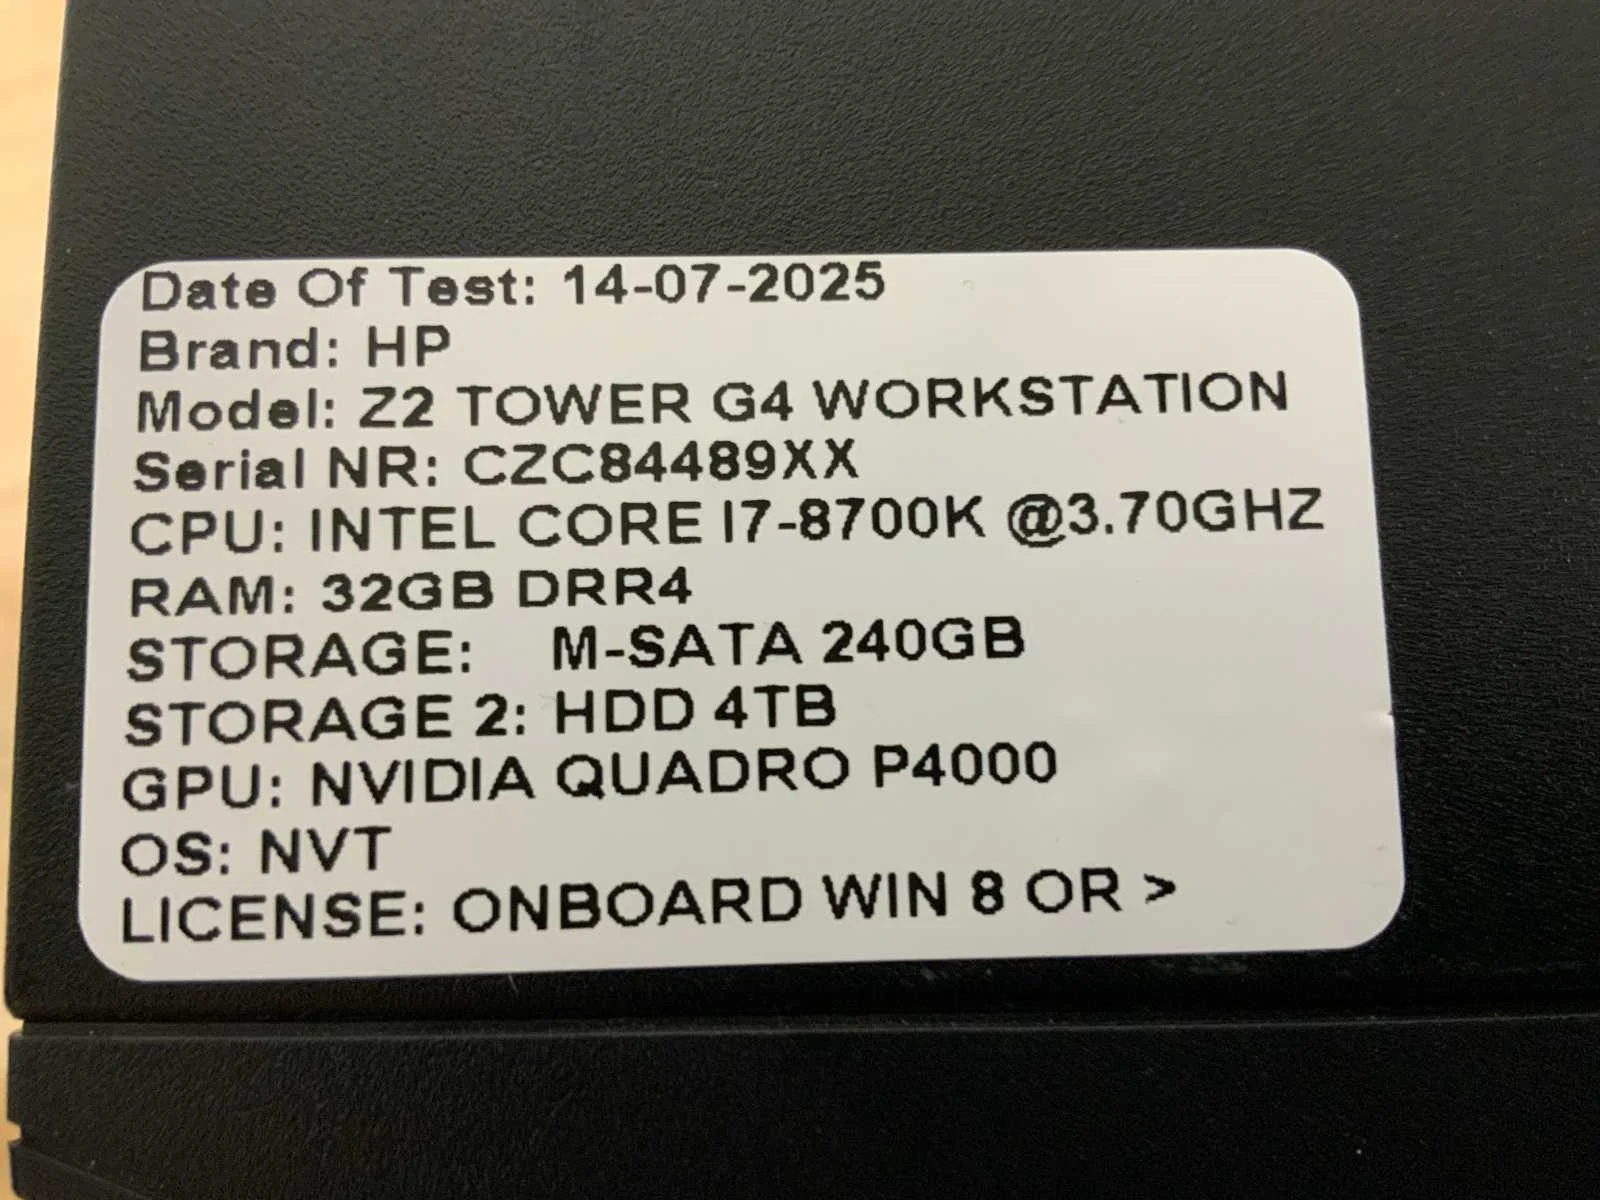 Date Of Test: 14-07-2025
Brand: HP
Model: Z2 TOWER G4 WORKSTATION
Serial NR: CZC84489XX
CPU: INTEL CORE I7-8700K @3.70GHZ
RAM: 32GB DRR4
STORAGE: M-SATA 240GB
STORAGE 2: HDD 4TB
GPU: NVIDIA QUADRO P4000
OS: NVT
LICENSE: ONBOARD WIN 8 OR >